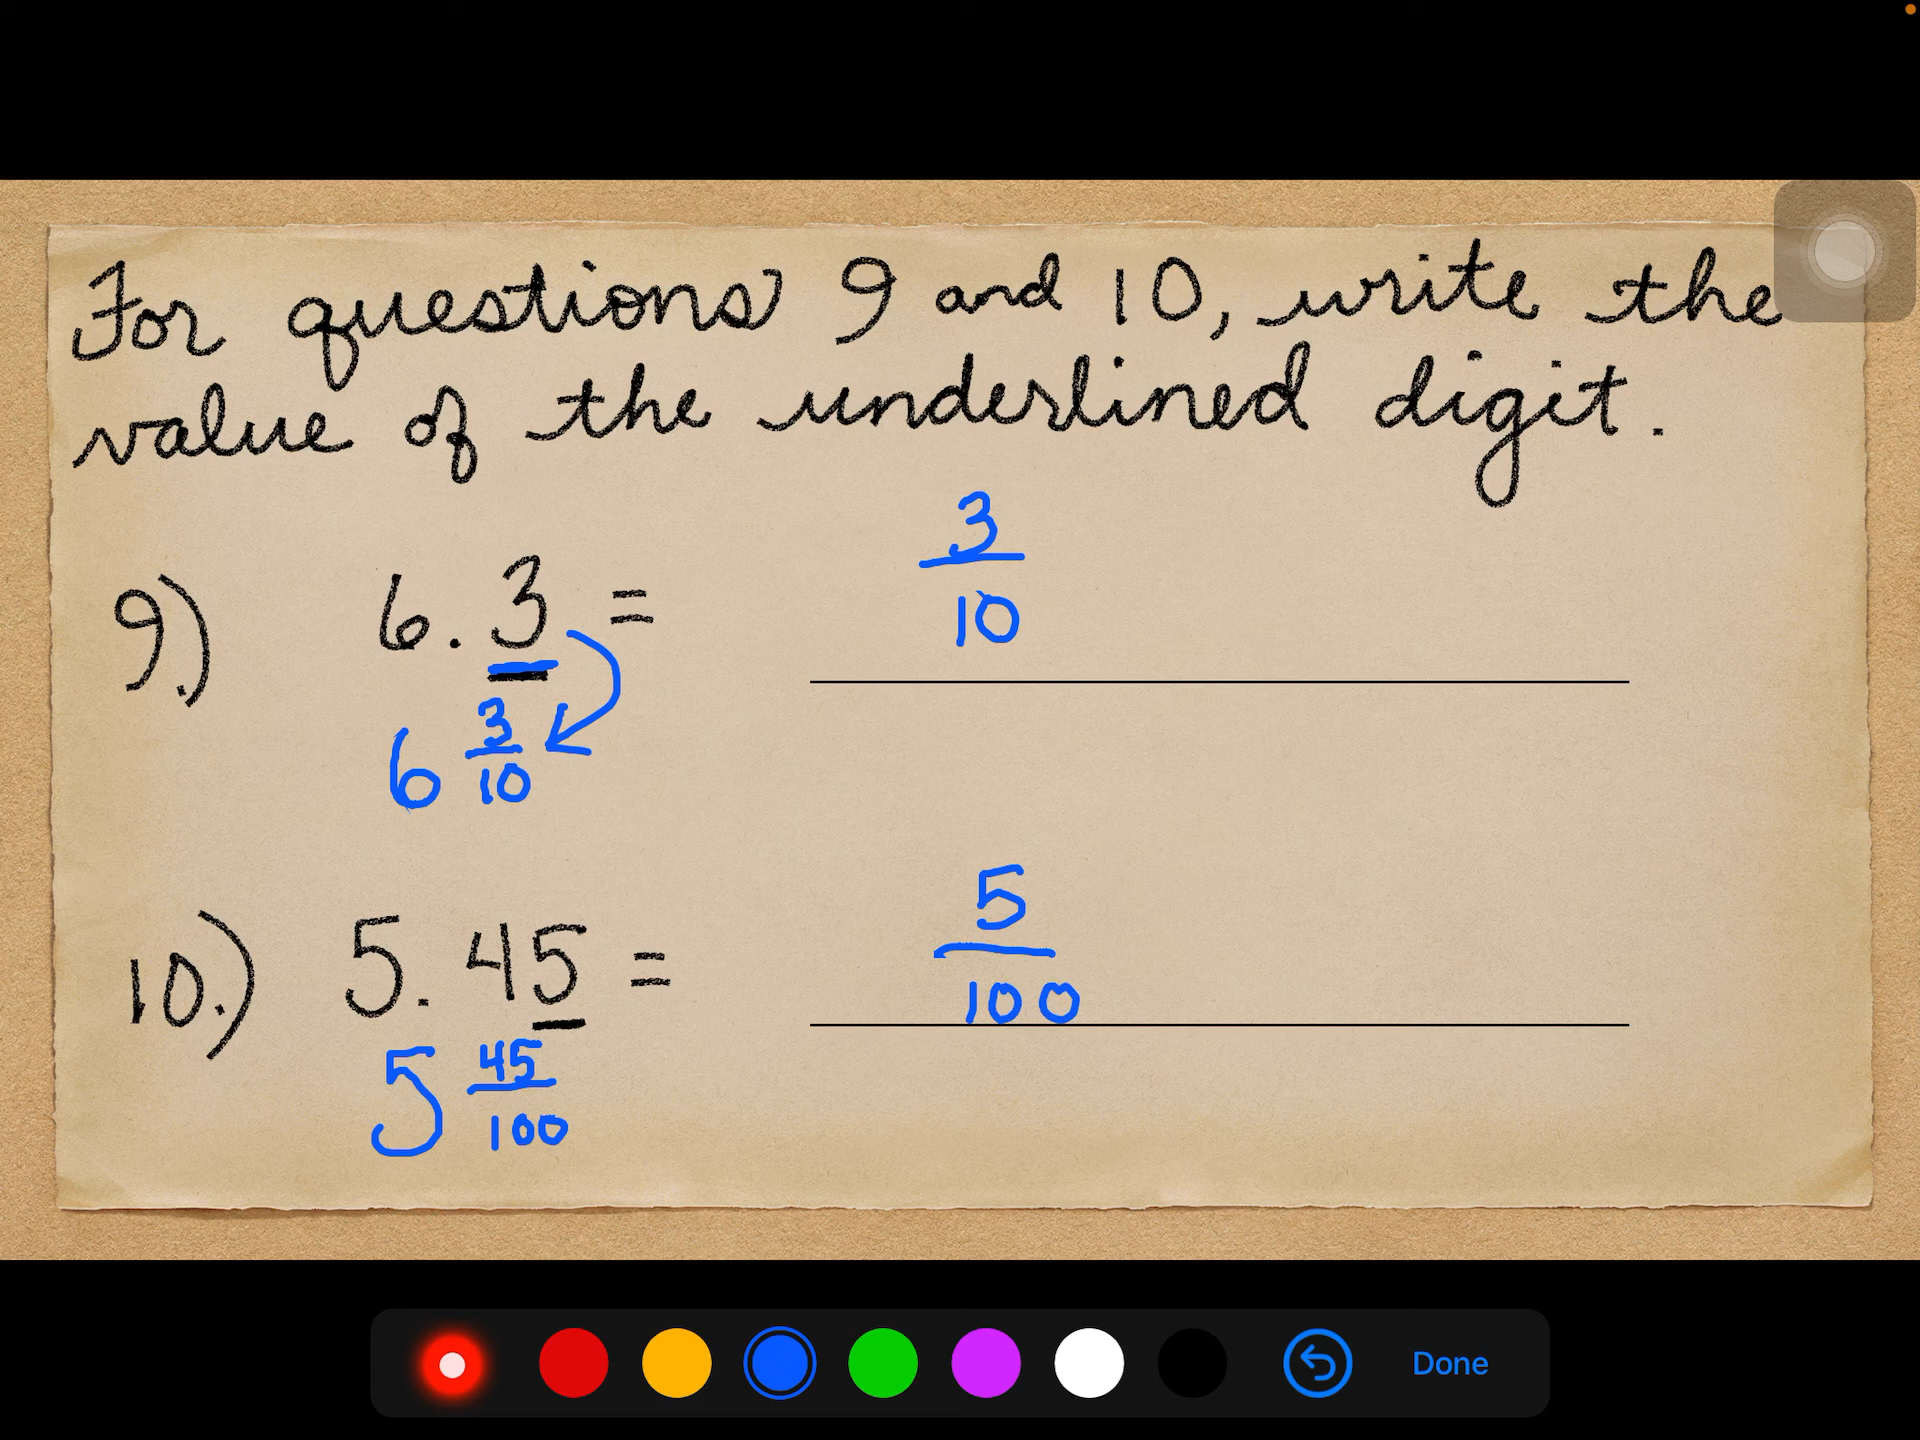 For questions 9 and 10, write the
value of the underlined digit.
9.) 6.3 = 3/10
6 3/10
10.) 5.45 = 5/100
5 45/100
Done